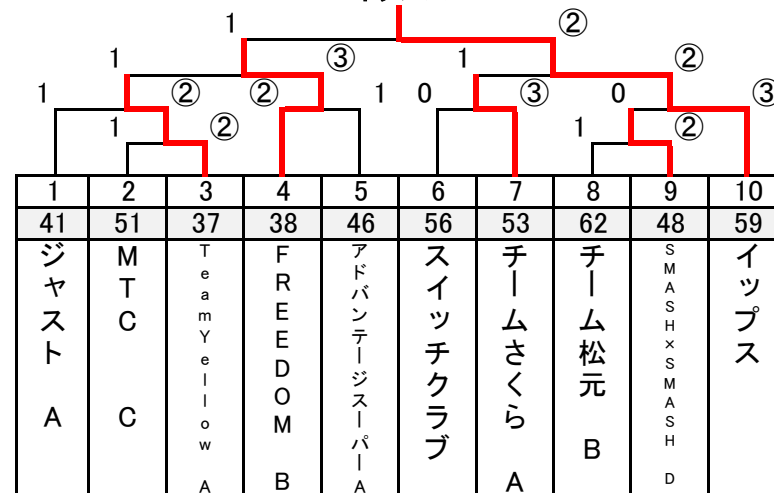 1 ②
1 ③ 1 ②
1 ② ② 1 0 ③ 0 ③
1 ② 1 ②
1 2 3 4 5 6 7 8 9 10
41 51 37 38 46 56 53 62 48 59
ジャスト A
MTC C
TeamYellow A
FREEDOM B
アドバンテージスーパーA
スイッチクラブ
チームさくら A
チーム松元 B
SMASH×SMASH D
イップス